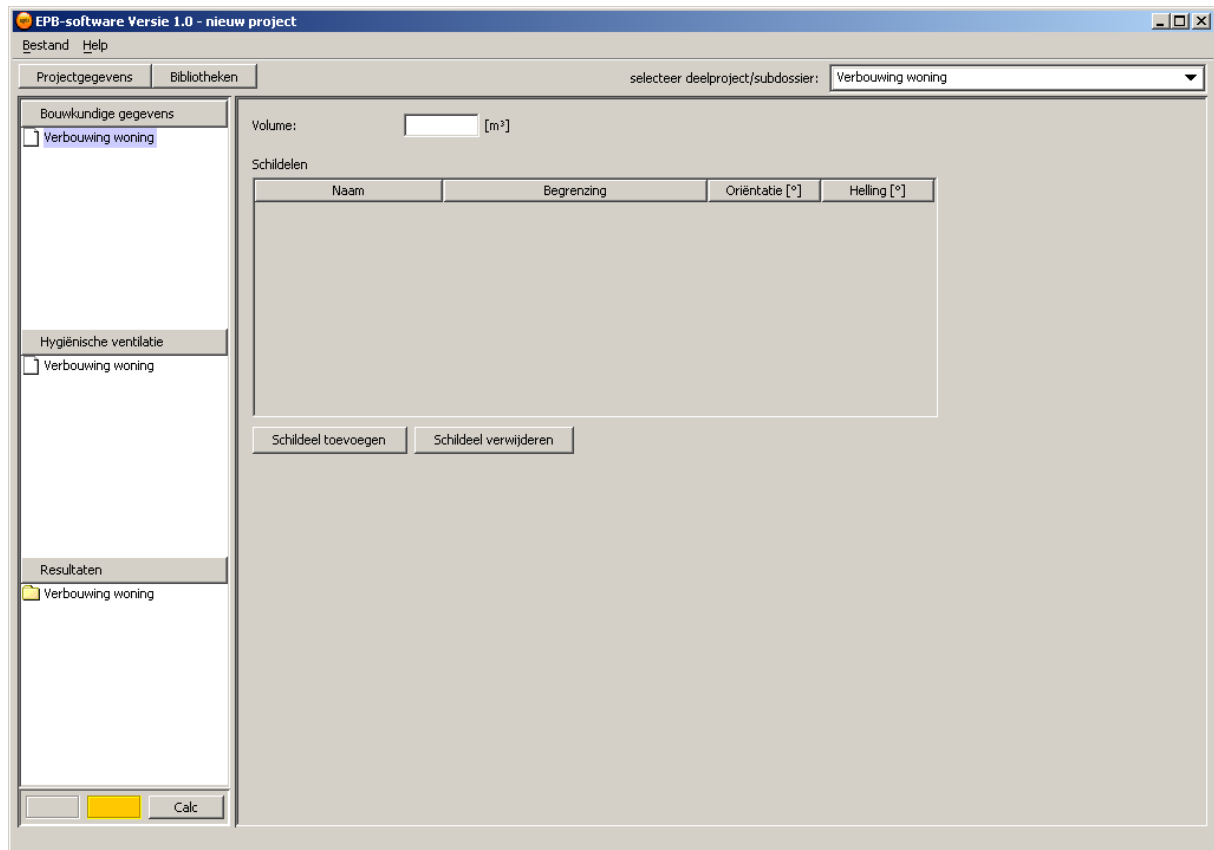 EPB-software Versie 1.0 - nieuw project
Bestand Help
Projectgegevens Bibliotheken selecteer deelproject/subdossier: Verbouwing woning
Bouwkundige gegevens
Verbouwing woning
Volume: [m³]
Schildelen
Naam Begrenzing Oriëntatie [°] Helling [°]
Hygiënische ventilatie
Verbouwing woning
Schildeel toevoegen Schildeel verwijderen
Resultaten
Verbouwing woning
Calc